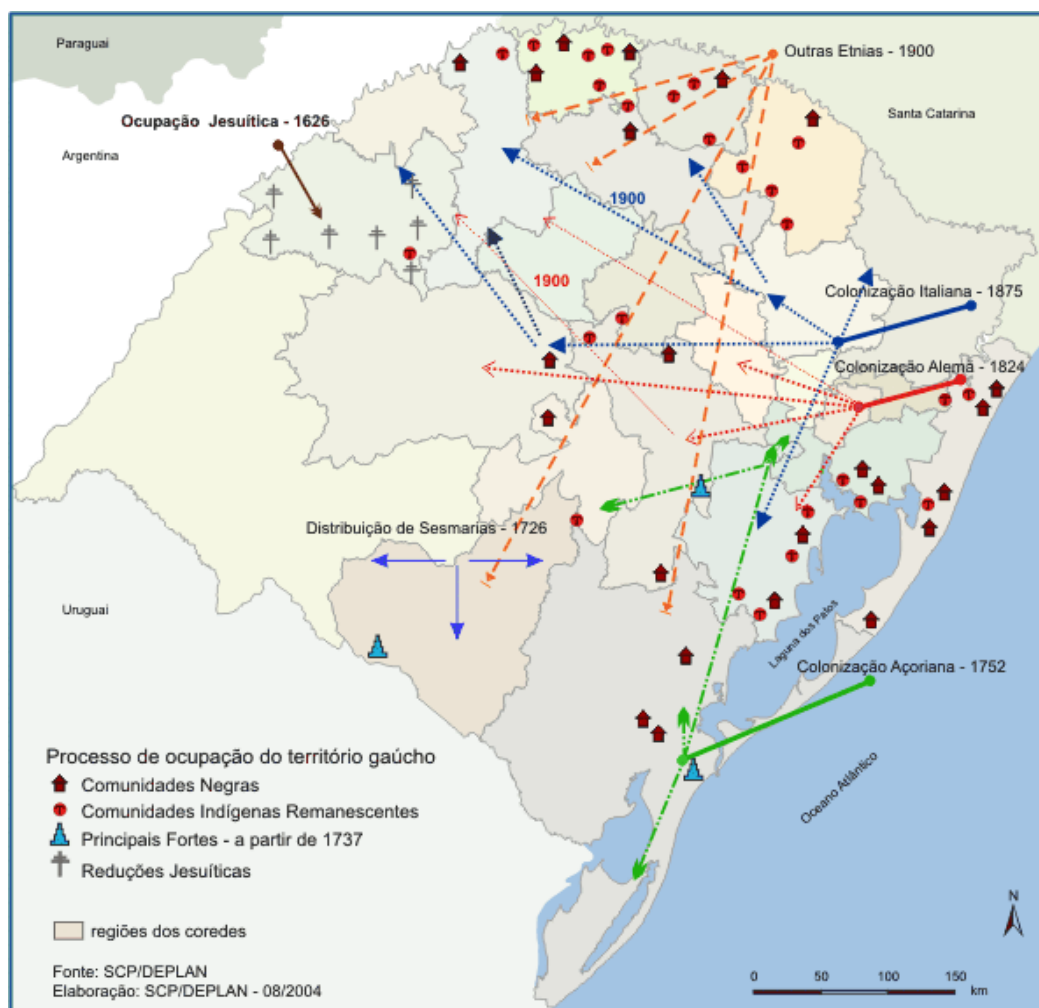 Paraguai
Outras Etnias - 1900
Santa Catarina
Ocupação Jesuítica - 1626
Argentina
1900
1900
Colonização Italiana - 1875
Colonização Alemã - 1824
Distribuição de Sesmarias - 1726
Uruguai
Laguna dos Patos
Colonização Açoriana - 1752
Oceano Atlântico
Processo de ocupação do território gaúcho
Comunidades Negras
Comunidades Indígenas Remanescentes
Principais Fortes - a partir de 1737
Reduções Jesuíticas
regiões dos coredes
Fonte: SCP/DEPLAN
Elaboração: SCP/DEPLAN - 08/2004
N
0 50 100 150
km